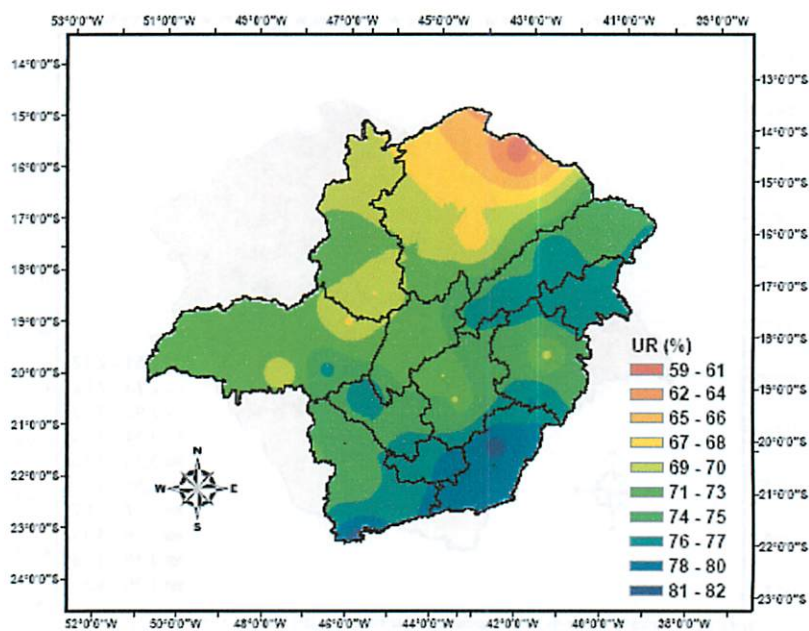 53°0'0"W 51°0'0"W 49°0'0"W 47°0'0"W 45°0'0"W 43°0'0"W 41°0'0"W 39°0'0"W
14°0'0"S
15°0'0"S
16°0'0"S
17°0'0"S
18°0'0"S
19°0'0"S
20°0'0"S
21°0'0"S
22°0'0"S
23°0'0"S
24°0'0"S
13°0'0"S
14°0'0"S
15°0'0"S
16°0'0"S
17°0'0"S
18°0'0"S
19°0'0"S
20°0'0"S
21°0'0"S
22°0'0"S
23°0'0"S
N
W E
S
UR (%)
59 - 61
62 - 64
65 - 66
67 - 68
69 - 70
71 - 73
74 - 75
76 - 77
78 - 80
81 - 82
52°0'0"W 50°0'0"W 48°0'0"W 46°0'0"W 44°0'0"W 42°0'0"W 40°0'0"W 38°0'0"W